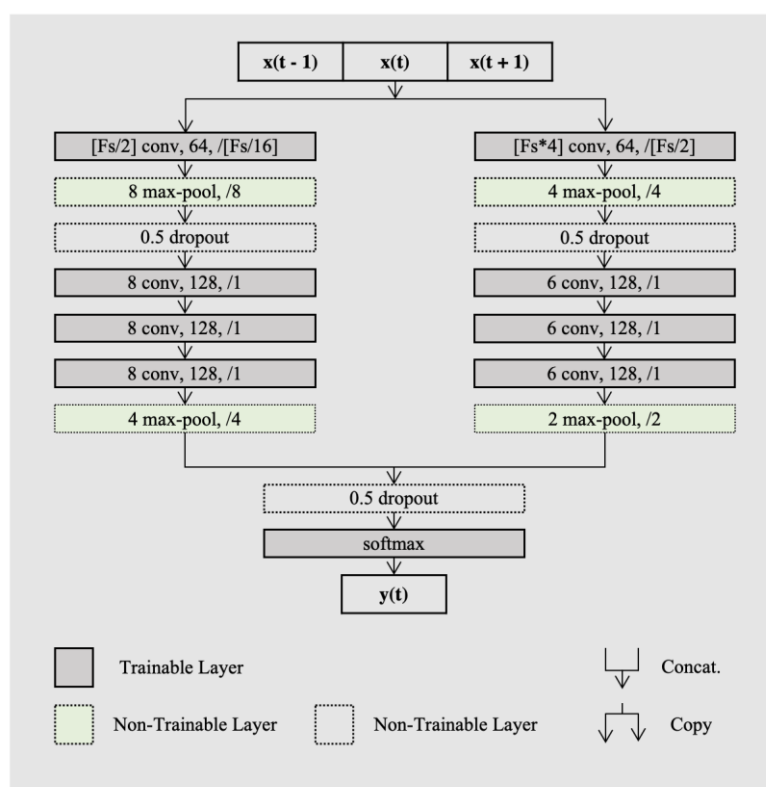 x(t - 1) x(t) x(t + 1)
[Fs/2] conv, 64, /[Fs/16]
8 max-pool, /8
0.5 dropout
8 conv, 128, /1
8 conv, 128, /1
8 conv, 128, /1
4 max-pool, /4
[Fs*4] conv, 64, /[Fs/2]
4 max-pool, /4
0.5 dropout
6 conv, 128, /1
6 conv, 128, /1
6 conv, 128, /1
2 max-pool, /2
0.5 dropout
softmax
y(t)
Trainable Layer
Concat.
Non-Trainable Layer
Non-Trainable Layer
Copy